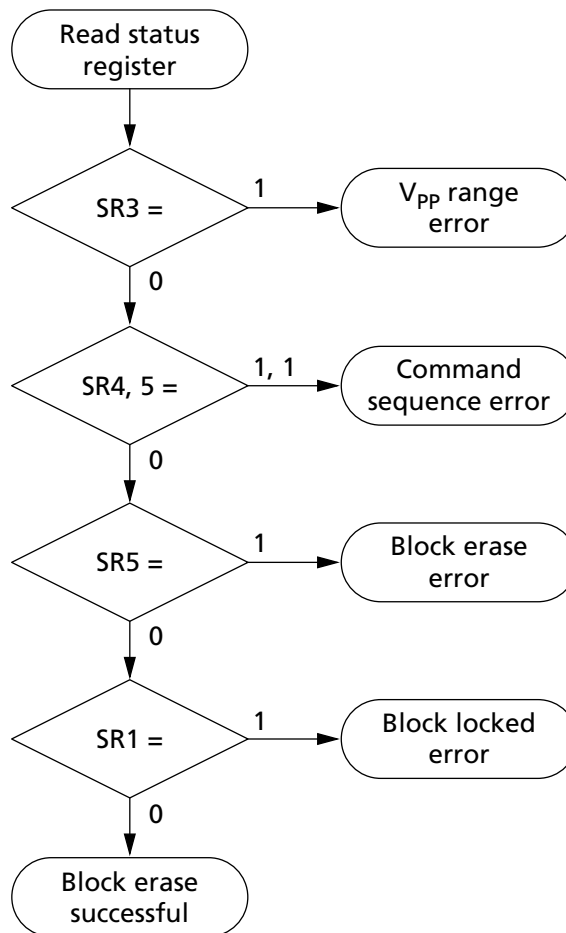 Read status
register
SR3 =
1
V_PP range
error
0
SR4, 5 =
1, 1
Command
sequence error
0
SR5 =
1
Block erase
error
0
SR1 =
1
Block locked
error
0
Block erase
successful